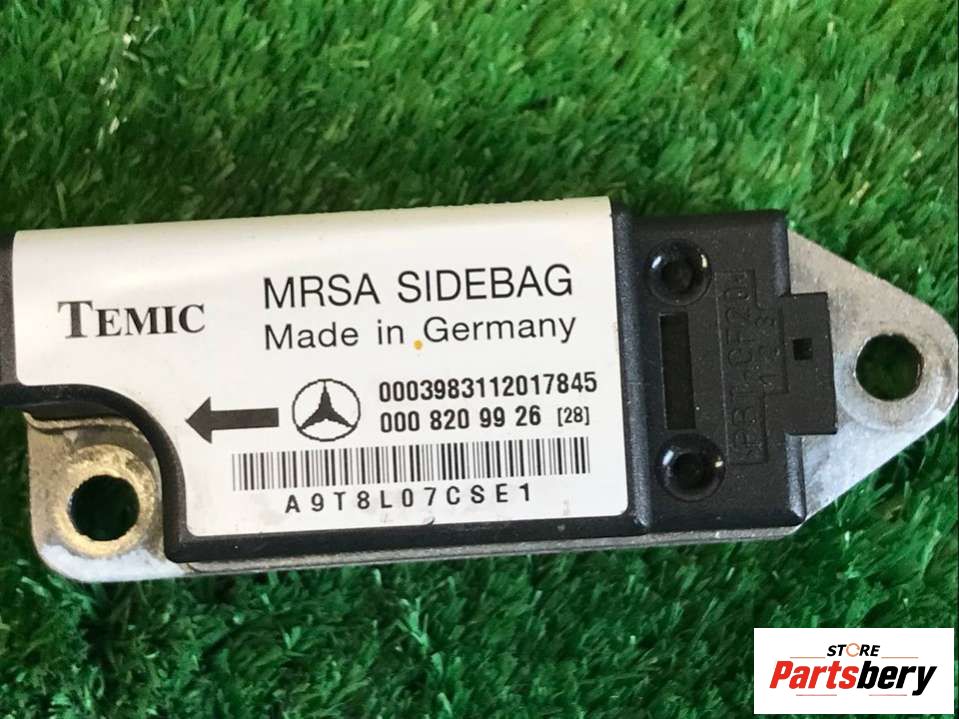 TEMIC
MRSA SIDEBAG
Made in Germany
0003983112017845
000 820 99 26 [28]
A9T8L07CSE1
STORE
Partsbery